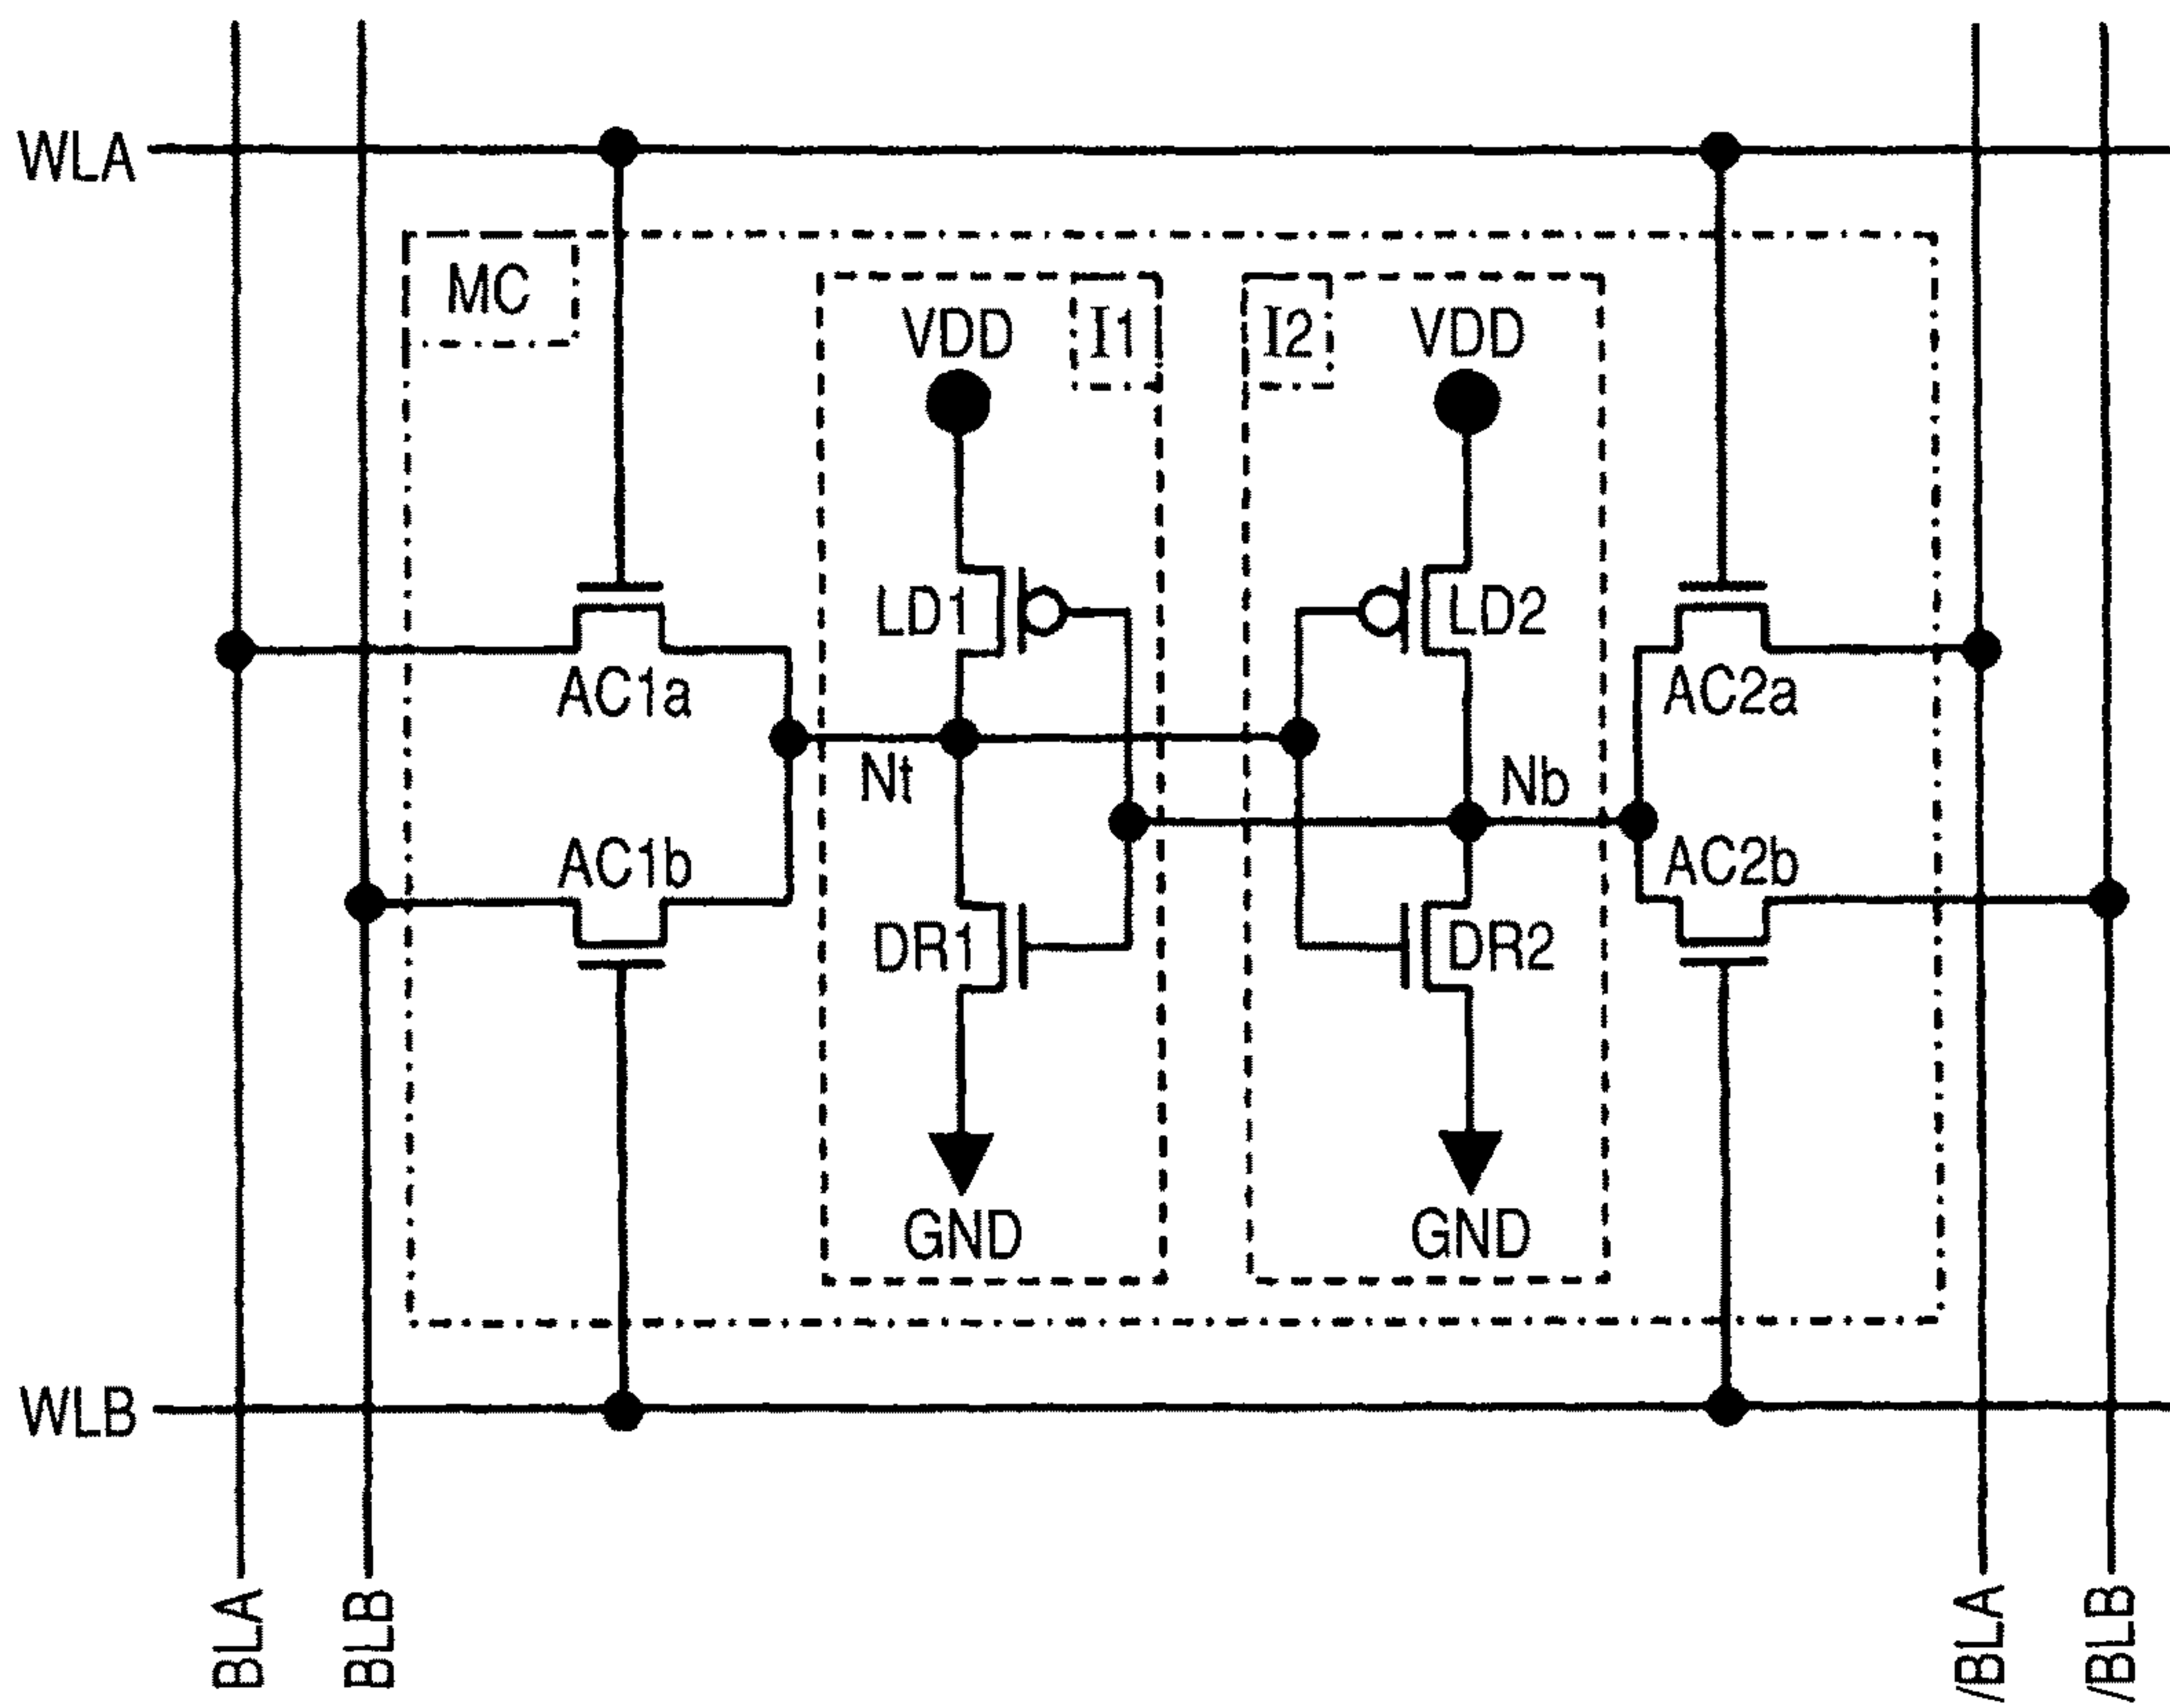 WLA
MC
VDD
I1
I2
VDD
LD1
LD2
AC1a
AC2a
Nt
Nb
AC1b
AC2b
DR1
DR2
GND
GND
WLB
BLA
BLB
/BLA
/BLB